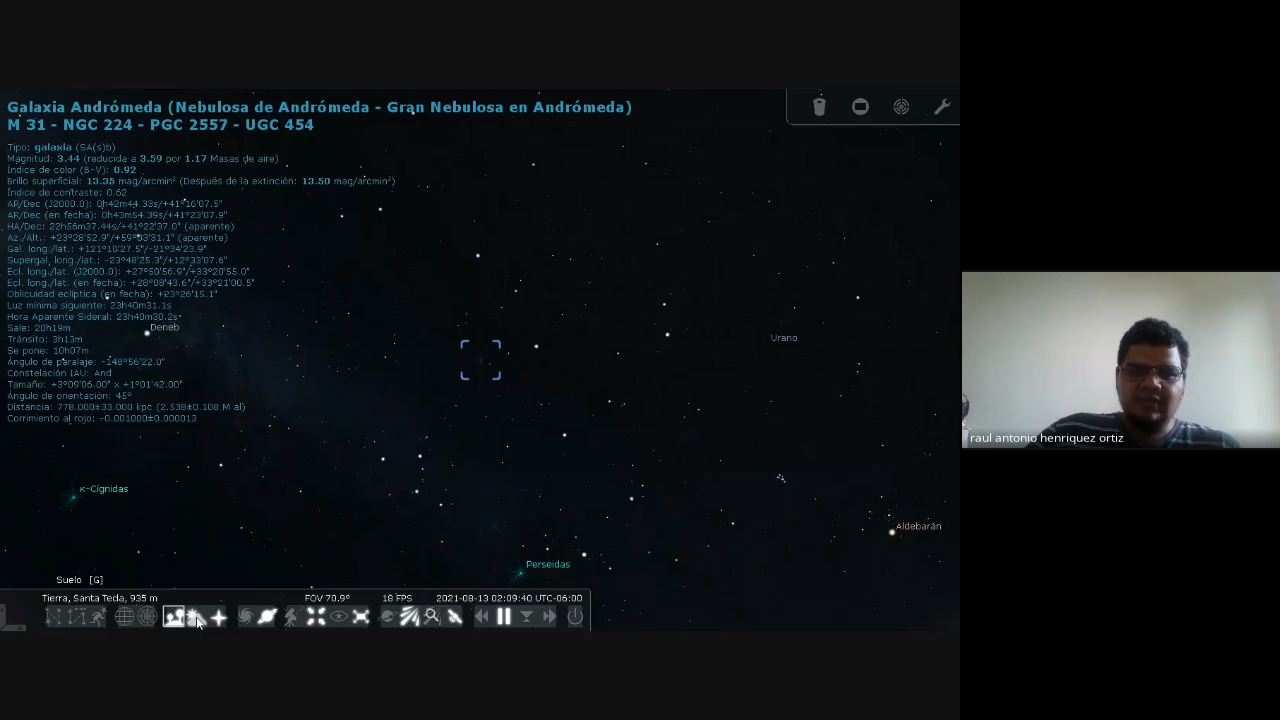 Galaxia Andrómeda (Nebulosa de Andrómeda - Gran Nebulosa en Andrómeda)
M 31 - NGC 224 - PGC 2557 - UGC 454
Tipo: galaxia (SA(s)b)
Magnitud: 3.44 (reducida a 3.59 por 1.17 Masas de aire)
Índice de color (B-V): 0.92
Brillo superficial: 13.35 mag/arcmin² (Después de la extinción: 13.50 mag/arcmin²)
Índice de contraste: 0.62
AR/Dec (J2000.0): 0h42m44.33s/+41°16'07.5"
AR/Dec (en fecha): 0h43m54.39s/+41°23'07.9"
HA/Dec: 22h56m37.44s/+41°22'37.0" (aparente)
Az./Alt.: +23°28'52.9"/+59°03'31.1" (aparente)
Gal. long./lat.: +121°10'27.5"/-21°34'23.9"
Supergal. long./lat.: -23°48'25.3"/+12°33'07.6"
Ecl. long./lat. (J2000.0): +27°50'56.9"/+33°20'55.0"
Ecl. long./lat. (en fecha): +28°08'43.6"/+33°21'00.5"
Oblicuidad eclíptica (en fecha): +23°26'15.1"
Luz mínima siguiente: 23h40m31.1s
Hora Aparente Sideral: 23h40m30.2s
Sale: 20h19m
Tránsito: 3h13m
Se pone: 10h07m
Ángulo de paralaje: -148°56'22.0"
Constelación IAU: And
Tamaño: +3°09'06.00" x +1°01'42.00"
Ángulo de orientación: 45°
Distancia: 778.000±33.000 kpc (2.538±0.108 M al)
Corrimiento al rojo: -0.001000±0.000013
Deneb
Urano
κ-Cígnidas
Aldebarán
Perseidas
Suelo [G]
Tierra, Santa Tecla, 935 m FOV 70.9° 18 FPS 2021-08-13 02:09:40 UTC-06:00
raul antonio henriquez ortiz